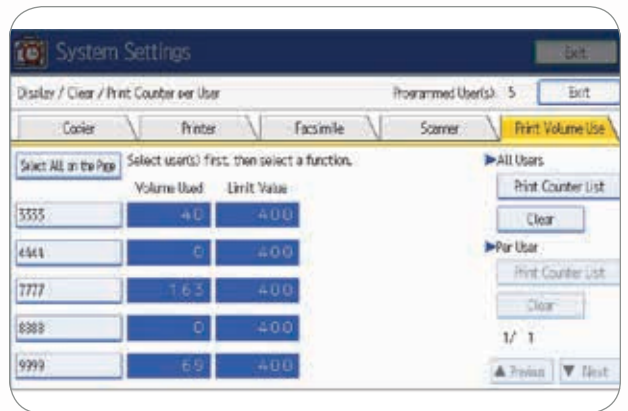 System Settings
Exit
Display / Clear / Print Counter per User
Programmed User(s): 5
Exit
Copier
Printer
Facsimile
Scanner
Print Volume Use
Select All on the Page
Select user(s) first, then select a function.
Volume Used
Limit Value
3333
40
400
4444
0
400
7777
163
400
8888
0
400
9999
400
▶All Users
Print Counter List
Clear
▶Per User
Print Counter List
Clear
1/ 1
▲ Previous
▼ Next